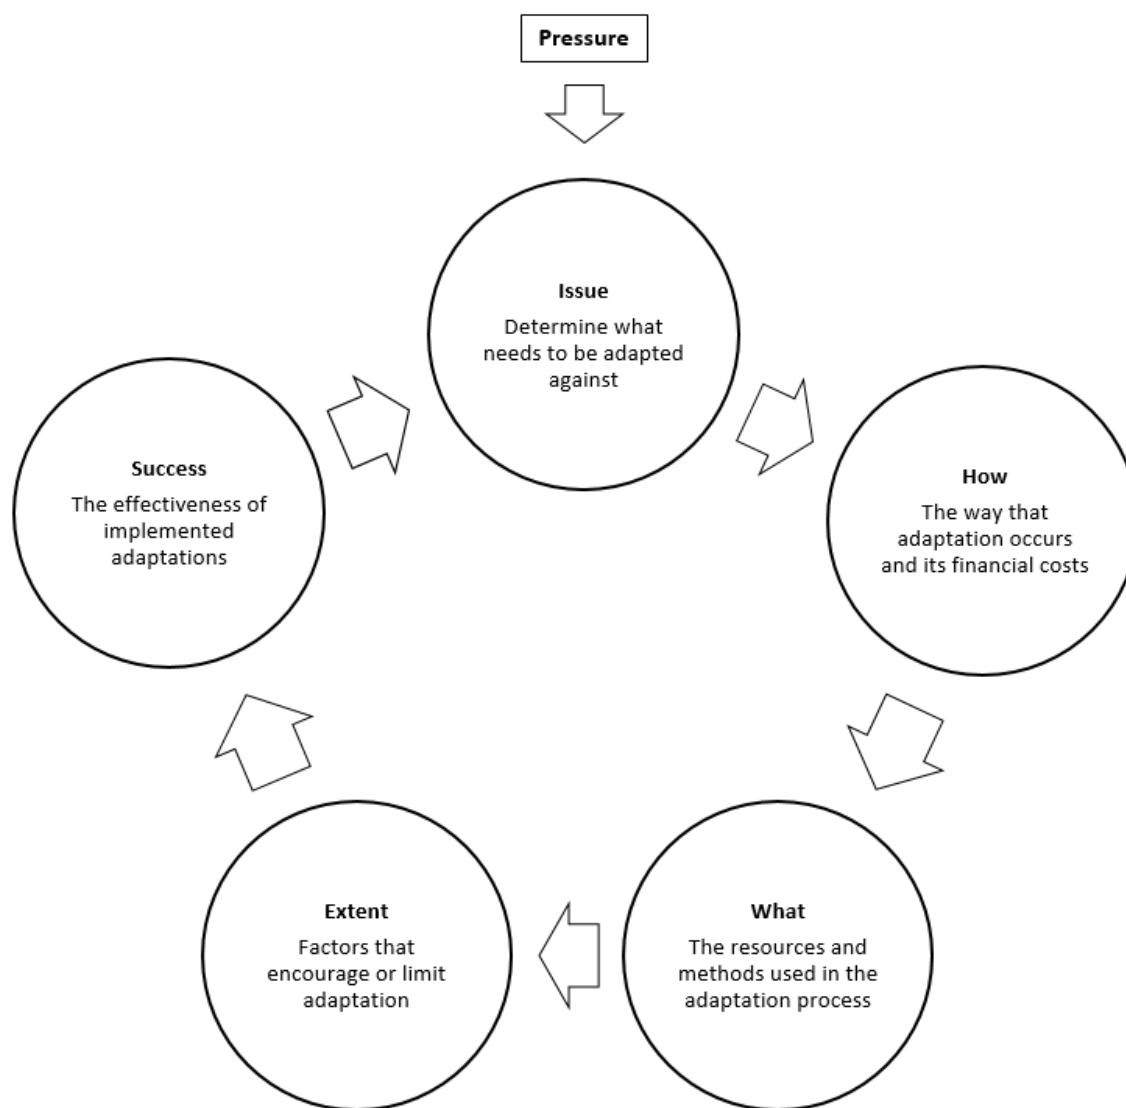 Pressure
Issue
Determine what
needs to be adapted
against
How
The way that
adaptation occurs
and its financial costs
What
The resources and
methods used in the
adaptation process
Extent
Factors that
encourage or limit
adaptation
Success
The effectiveness of
implemented
adaptations